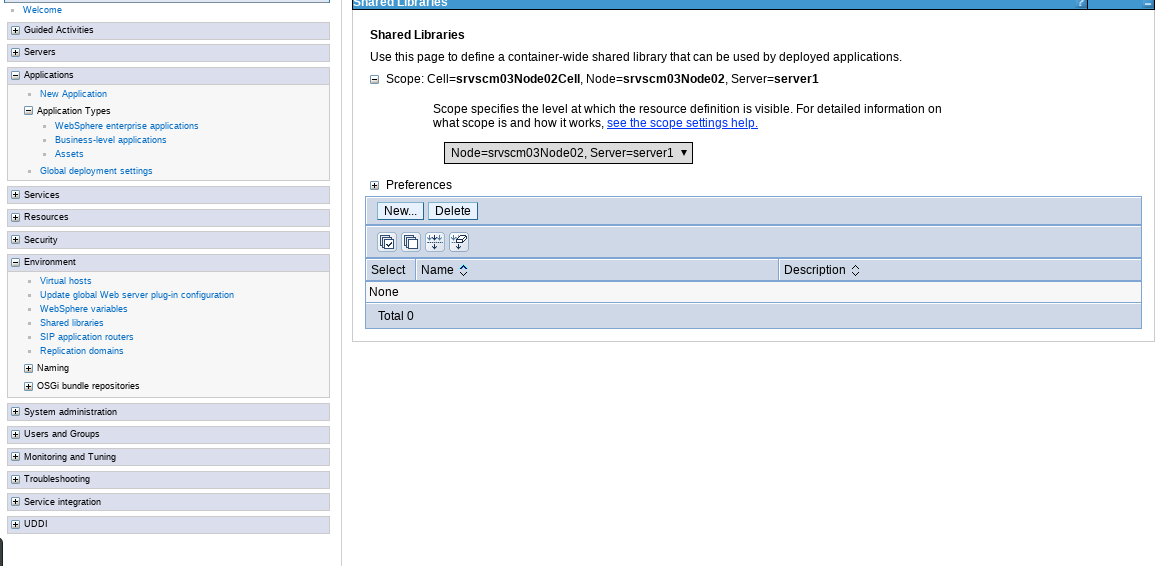 Welcome
Guided Activities
Servers
Applications
New Application
Application Types
WebSphere enterprise applications
Business-level applications
Assets
Global deployment settings
Services
Resources
Security
Environment
Virtual hosts
Update global Web server plug-in configuration
WebSphere variables
Shared libraries
SIP application routers
Replication domains
Naming
OSGi bundle repositories
System administration
Users and Groups
Monitoring and Tuning
Troubleshooting
Service integration
UDDI
Shared Libraries ?
Shared Libraries
Use this page to define a container-wide shared library that can be used by deployed applications.
Scope: Cell=srvscm03Node02Cell, Node=srvscm03Node02, Server=server1
Scope specifies the level at which the resource definition is visible. For detailed information on
what scope is and how it works, see the scope settings help.
Node=srvscm03Node02, Server=server1
Preferences
New... Delete
Select Name Description
None
Total 0